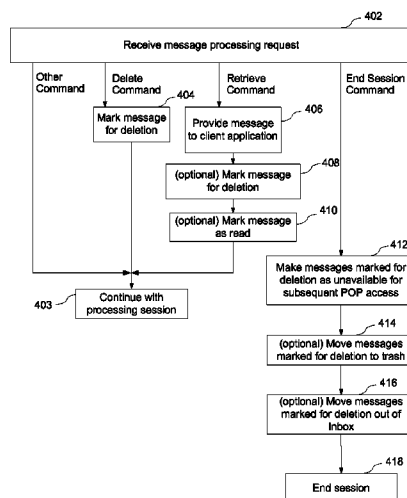 402
Receive message processing request
Other
Command
Delete
Command
404
Retrieve
Command
406
End Session
Command
Mark message
for deletion
Provide message
to client application
408
(optional) Mark message
for deletion
410
(optional) Mark message
as read
412
Make messages marked for
deletion as unavailable for
subsequent POP access
403
Continue with
processing session
414
(optional) Move messages
marked for deletion to trash
416
(optional) Move messages
marked for deletion out of
Inbox
418
End session